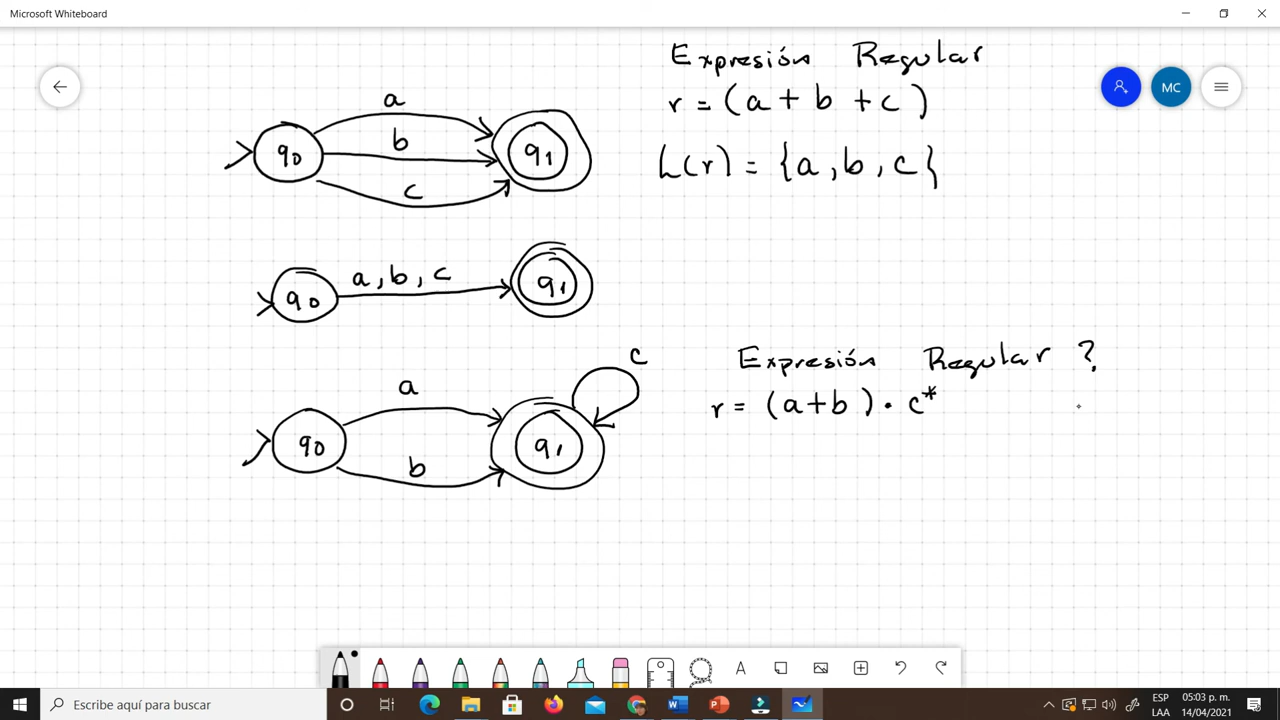 Microsoft Whiteboard
Expresión Regular
r = (a + b + c)
L(r) = {a, b, c}
MC
a
b
c
q0
q1
a, b, c
q0
q1
Expresión Regular ?
r = (a+b) · c*
c
a
b
q0
q1
A
Escribe aquí para buscar
ESP
LAA
05:03 p. m.
14/04/2021